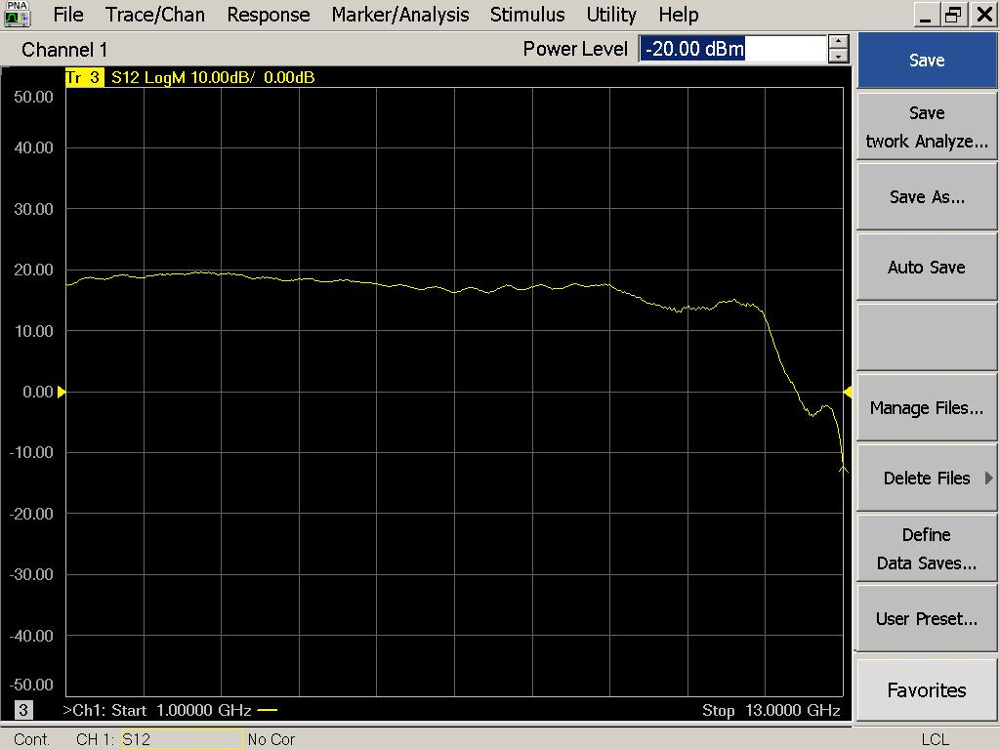 PNA
File Trace/Chan Response Marker/Analysis Stimulus Utility Help
Channel 1
Power Level -20.00 dBm
Tr 3 S12 LogM 10.00dB/ 0.00dB
50.00
40.00
30.00
20.00
10.00
0.00
-10.00
-20.00
-30.00
-40.00
-50.00
3 >Ch1: Start 1.00000 GHz Stop 13.0000 GHz
Cont. CH 1: S12 No Cor LCL
Save
Save
twork Analyze...
Save As...
Auto Save
Manage Files...
Delete Files
Define
Data Saves...
User Preset...
Favorites